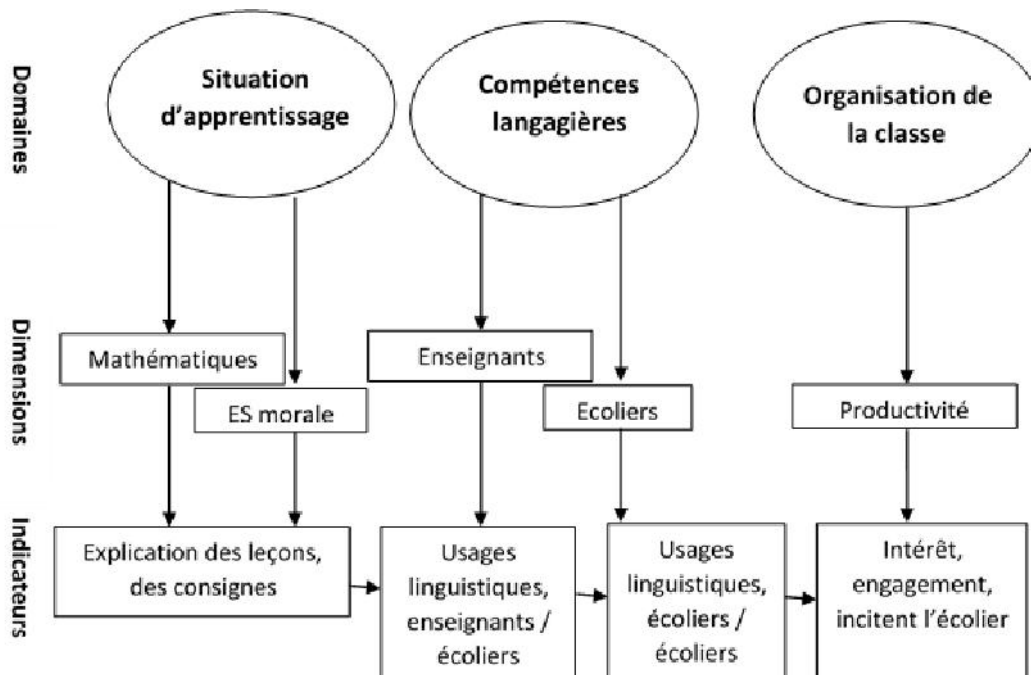 Domaines
Situation
d'apprentissage
Compétences
langagières
Organisation de
la classe
Dimensions
Mathématiques
ES morale
Enseignants
Ecoliers
Productivité
Indicateurs
Explication des leçons,
des consignes
Usages
linguistiques,
enseignants /
écoliers
Usages
linguistiques,
écoliers /
écoliers
Intérêt,
engagement,
incitent l'écolier